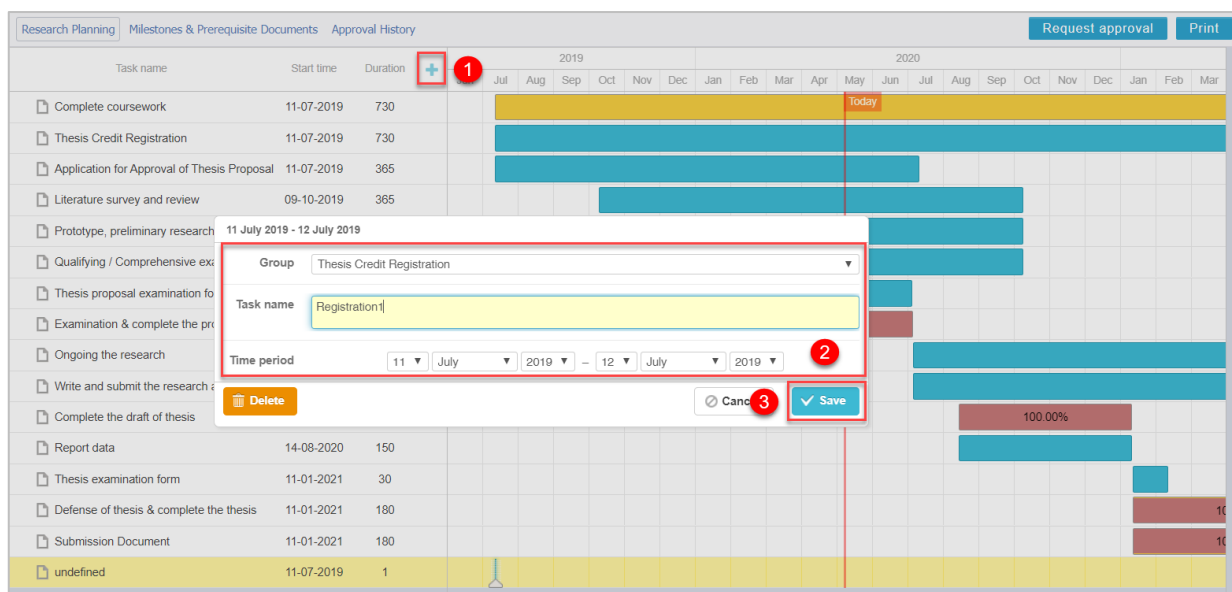 Research Planning Milestones & Prerequisite Documents Approval History Request approval Print
Task name Start time Duration 1 2019 2020
Jul Aug Sep Oct Nov Dec Jan Feb Mar Apr May Jun Jul Aug Sep Oct Nov Dec Jan Feb Mar
Complete coursework 11-07-2019 730 Today
Thesis Credit Registration 11-07-2019 730
Application for Approval of Thesis Proposal 11-07-2019 365
Literature survey and review 09-10-2019 365
Prototype, preliminary research
11 July 2019 - 12 July 2019
Qualifying / Comprehensive
Group Thesis Credit Registration
Thesis proposal examination
Task name Registration1
Examination & complete the
Ongoing the research
Time period 11 July 2019 – 12 July 2019 2
Write and submit the research
Delete 3 Save
Complete the draft of thesis 100.00%
Report data 14-08-2020 150
Thesis examination form 11-01-2021 30
Defense of thesis & complete the thesis 11-01-2021 180
Submission Document 11-01-2021 180
undefined 11-07-2019 1